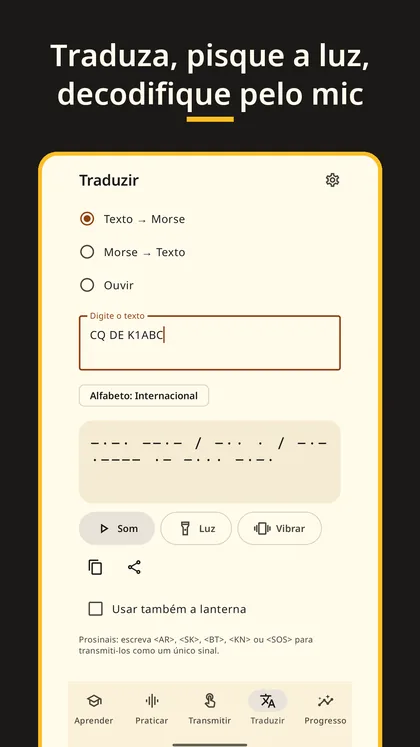 Traduza, pisque a luz,
decodifique pelo mic
Traduzir
Texto → Morse
Morse → Texto
Ouvir
Digite o texto
CQ DE K1ABC
Alfabeto: Internacional
−·−· −−·− / −·· · / −·−
·−−−− ·− −··· −·−·
Som
Luz
Vibrar
Usar também a lanterna
Prosinais: escreva <AR>, <SK>, <BT>, <KN> ou <SOS> para
transmiti-los como um único sinal.
Aprender
Praticar
Transmitir
Traduzir
Progresso